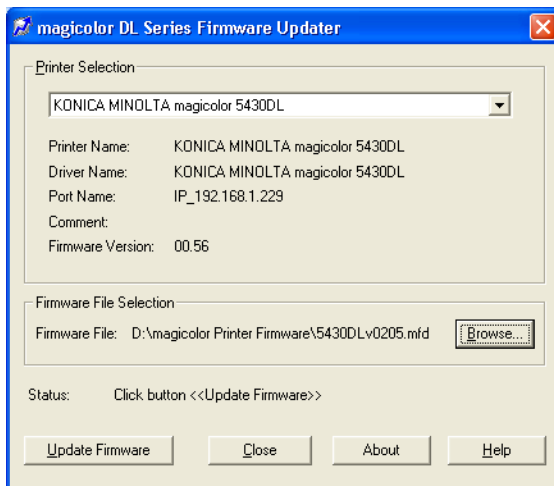 magicolor DL Series Firmware Updater
Printer Selection
KONICA MINOLTA magicolor 5430DL
Printer Name: KONICA MINOLTA magicolor 5430DL
Driver Name: KONICA MINOLTA magicolor 5430DL
Port Name: IP_192.168.1.229
Comment:
Firmware Version: 00.56
Firmware File Selection
Firmware File: D:\magicolor Printer Firmware\5430DLv0205.mfd Browse...
Status: Click button <<Update Firmware>>
Update Firmware Close About Help